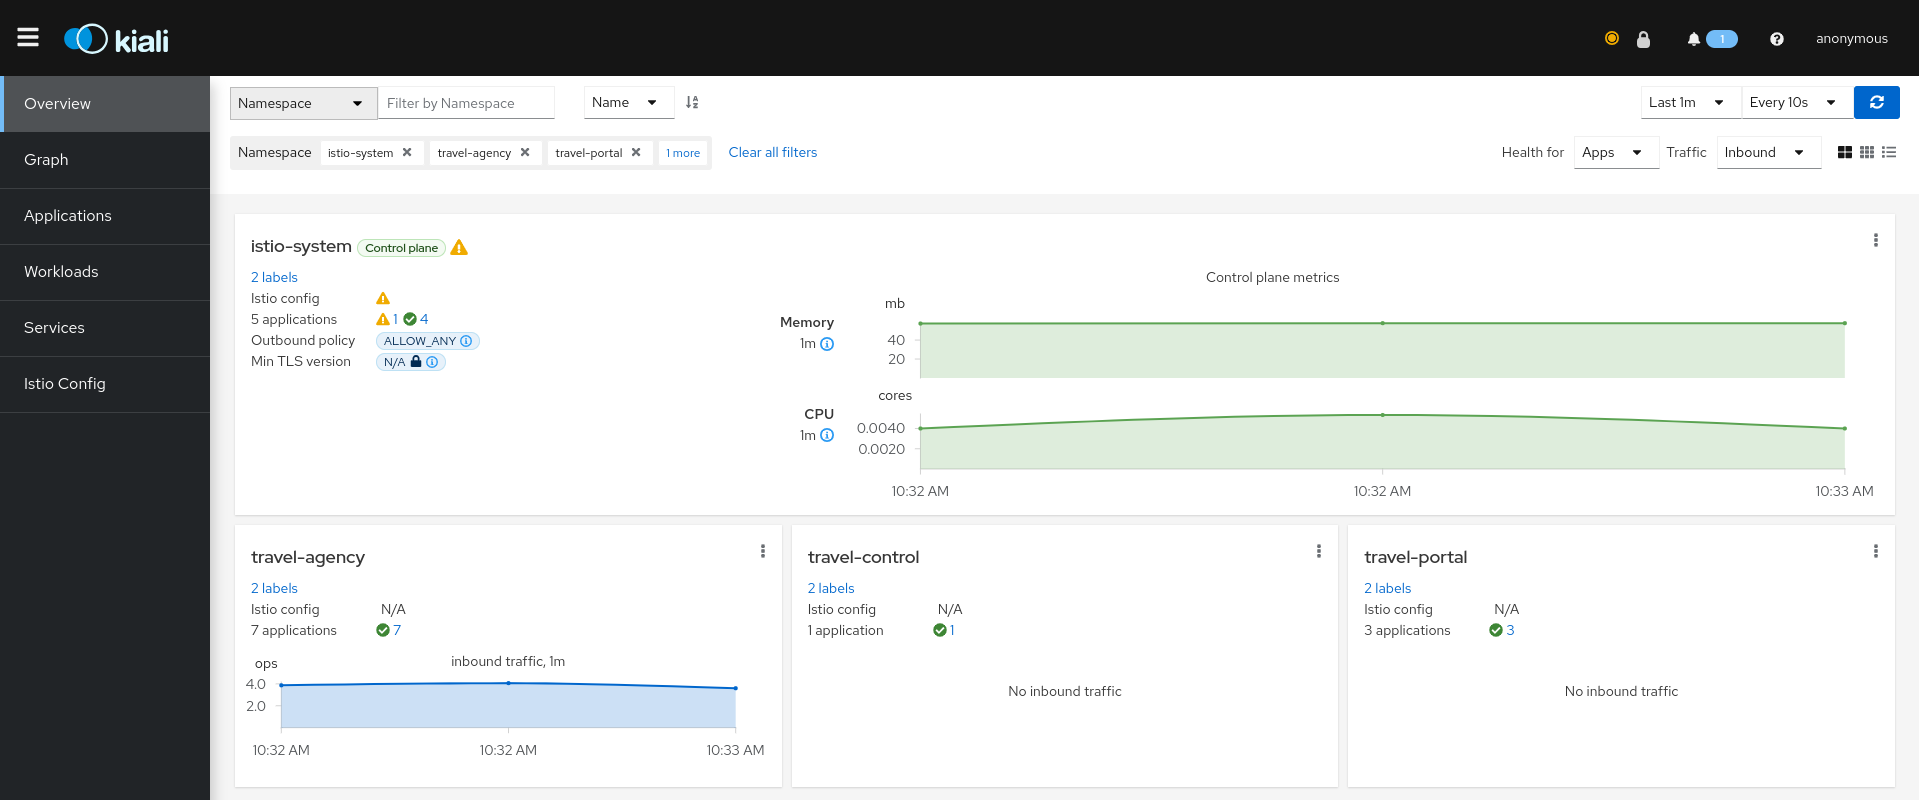 kiali
1
anonymous
Overview
Graph
Applications
Workloads
Services
Istio Config
Namespace
Filter by Namespace
Name
Last 1m
Every 10s
Namespace
istio-system
travel-agency
travel-portal
1 more
Clear all filters
Health for
Apps
Traffic
Inbound
istio-system Control plane
2 labels
Istio config
5 applications 1 4
Outbound policy ALLOW_ANY
Min TLS version N/A
Control plane metrics
mb
Memory
1m
40
20
cores
CPU
1m
0.0040
0.0020
10:32 AM 10:32 AM 10:33 AM
travel-agency
2 labels
Istio config N/A
7 applications 7
ops
inbound traffic, 1m
4.0
2.0
10:32 AM 10:32 AM 10:33 AM
travel-control
2 labels
Istio config N/A
1 application 1
No inbound traffic
travel-portal
2 labels
Istio config N/A
3 applications 3
No inbound traffic